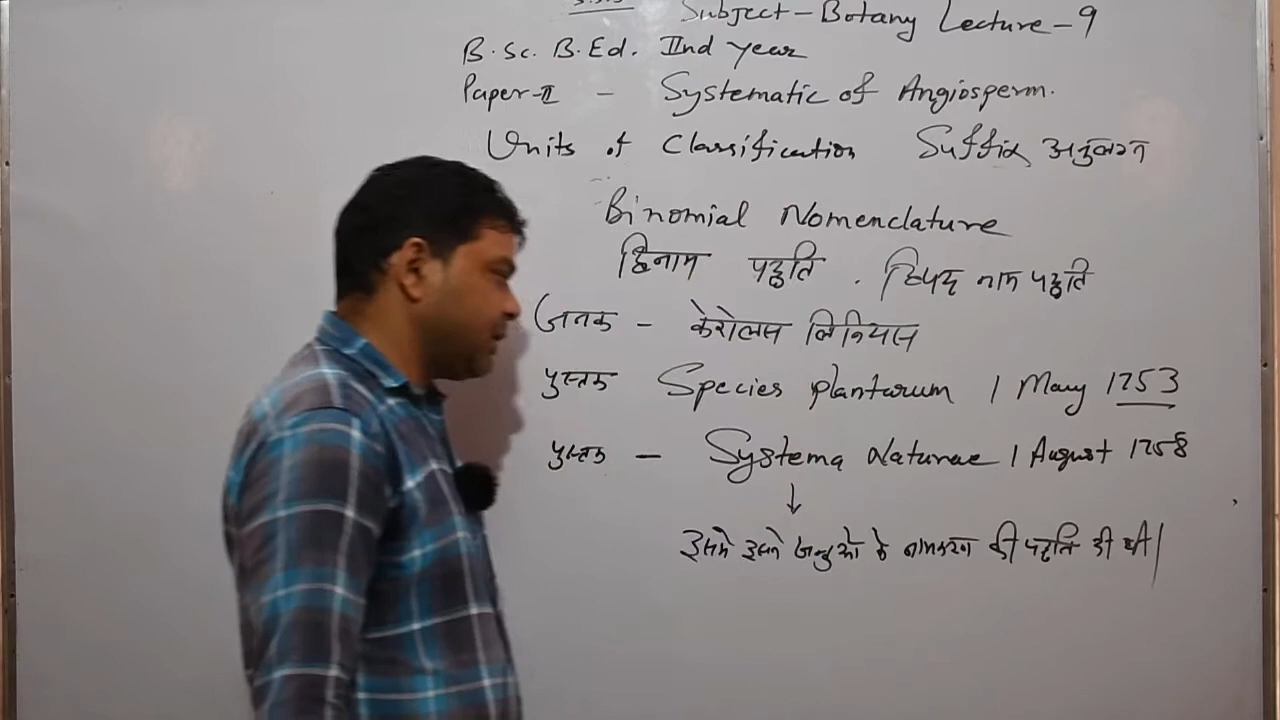 Subject - Botany Lecture - 9
B.Sc. B.Ed. IInd year
Paper-II - Systematic of Angiosperm.
Units of Classification Suffix अनुलग्न
Binomial Nomenclature
द्विनाम पद्धति . द्विपद नाम पद्धति
जनक - केरोलस लिनियस
पुस्तक Species plantarum 1 May 1753
पुस्तक - Systema Naturae 1 August 1758
↓
इसमे इसने जन्तुओ के नामकरण की पद्धति दी थी|